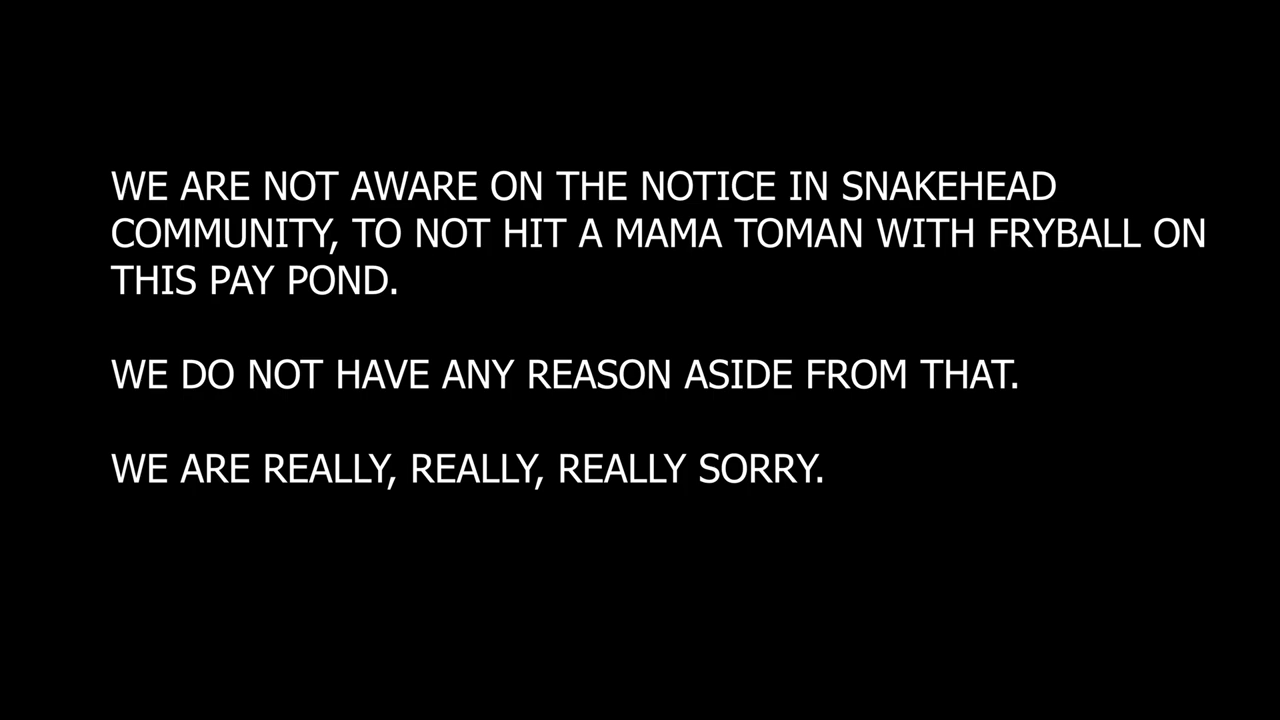 WE ARE NOT AWARE ON THE NOTICE IN SNAKEHEAD
COMMUNITY, TO NOT HIT A MAMA TOMAN WITH FRYBALL ON
THIS PAY POND.
WE DO NOT HAVE ANY REASON ASIDE FROM THAT.
WE ARE REALLY, REALLY, REALLY SORRY.